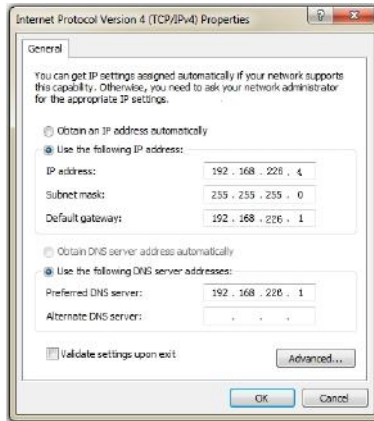 Internet Protocol Version 4 (TCP/IPv4) Properties
General
You can get IP settings assigned automatically if your network supports
this capability. Otherwise, you need to ask your network administrator
for the appropriate IP settings.
Obtain an IP address automatically
Use the following IP address:
IP address: 192 . 168 . 226 . 4
Subnet mask: 255 . 255 . 255 . 0
Default gateway: 192 . 168 . 226 . 1
Obtain DNS server address automatically
Use the following DNS server addresses:
Preferred DNS server: 192 . 168 . 226 . 1
Alternate DNS server: . . .
Validate settings upon exit
Advanced...
OK Cancel